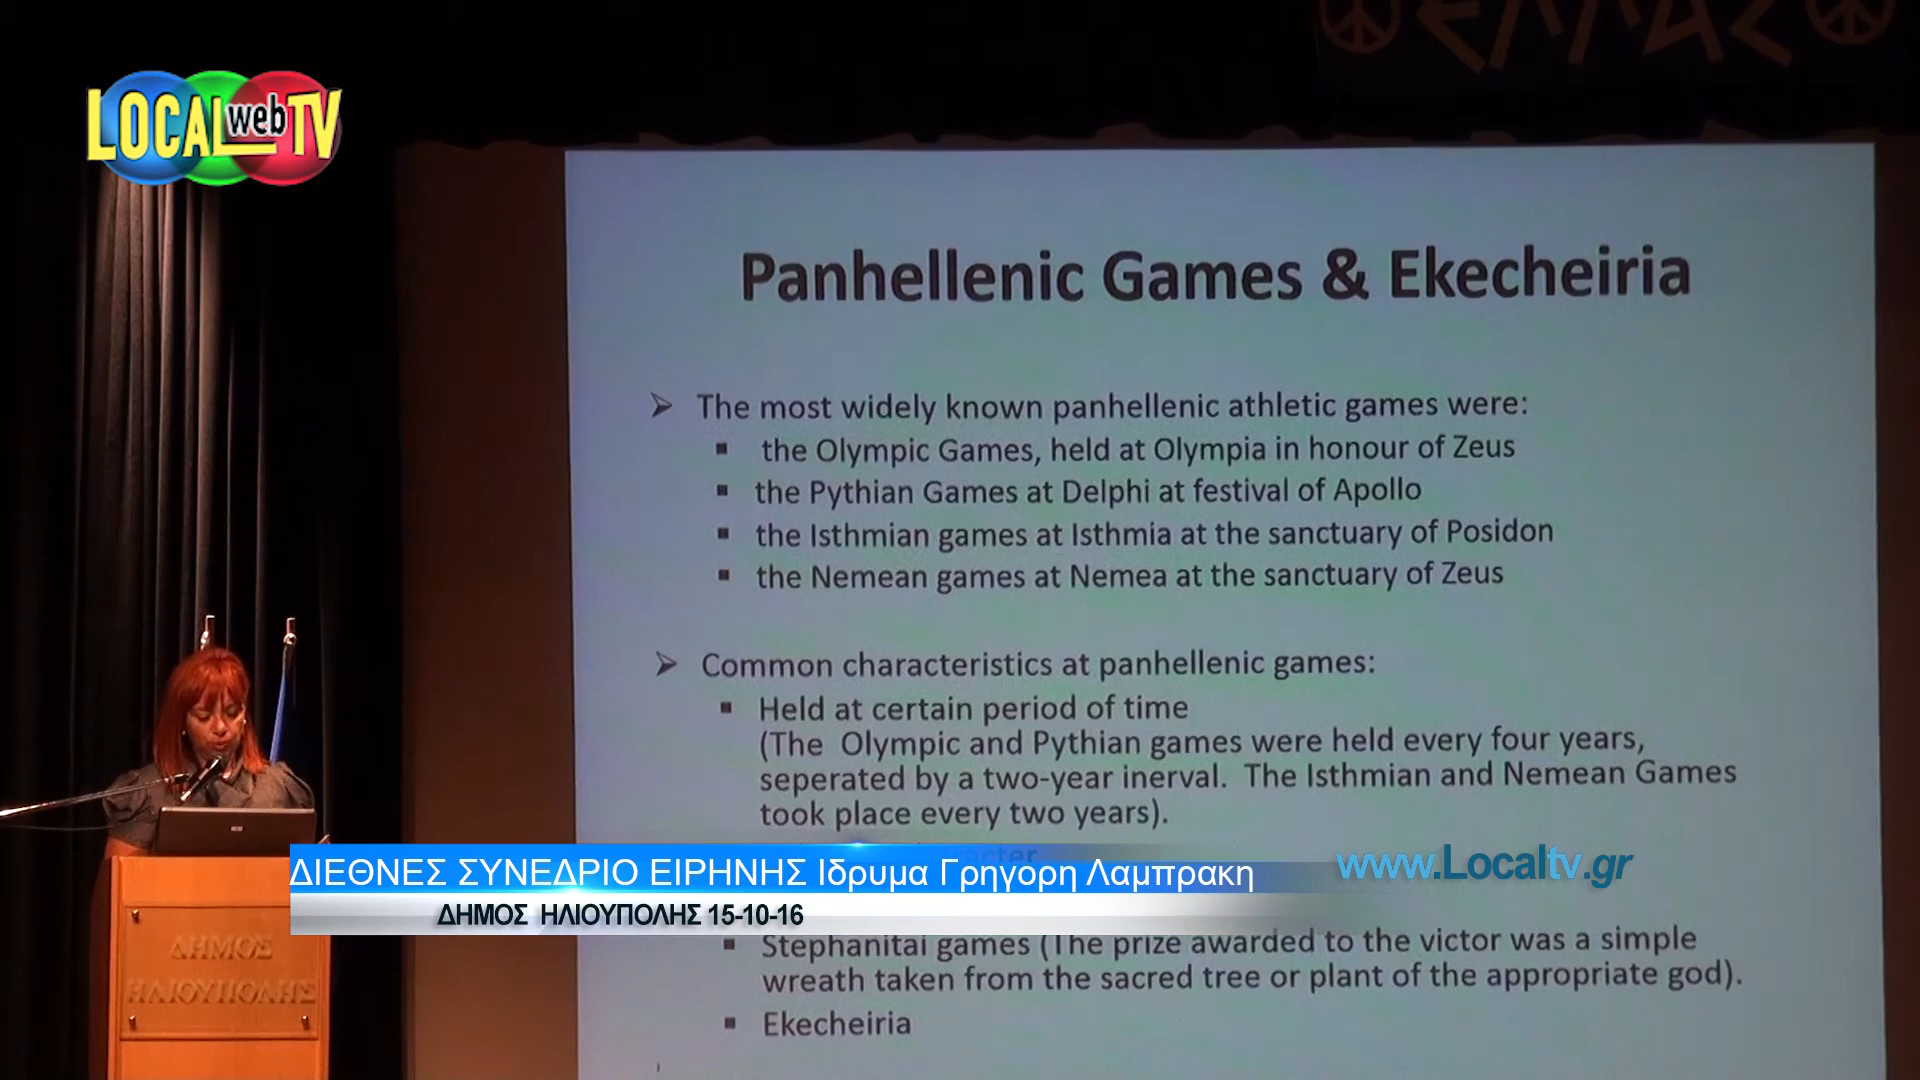 ΕΛΛΑΣ
LOCAL web TV
Panhellenic Games & Ekecheiria
➢ The most widely known panhellenic athletic games were:
▪ the Olympic Games, held at Olympia in honour of Zeus
▪ the Pythian Games at Delphi at festival of Apollo
▪ the Isthmian games at Isthmia at the sanctuary of Posidon
▪ the Nemean games at Nemea at the sanctuary of Zeus
➢ Common characteristics at panhellenic games:
▪ Held at certain period of time
(The Olympic and Pythian games were held every four years,
seperated by a two-year inerval. The Isthmian and Nemean Games
took place every two years).
ΔΙΕΘΝΕΣ ΣΥΝΕΔΡΙΟ ΕΙΡΗΝΗΣ Ιδρυμα Γρηγορη Λαμπρακη
www.Localtv.gr
ΔΗΜΟΣ ΗΛΙΟΥΠΟΛΗΣ 15-10-16
▪ Stephanitai games (The prize awarded to the victor was a simple
wreath taken from the sacred tree or plant of the appropriate god).
▪ Ekecheiria
ΔΗΜΟΣ
ΗΛΙΟΥΠΟΛΗΣ